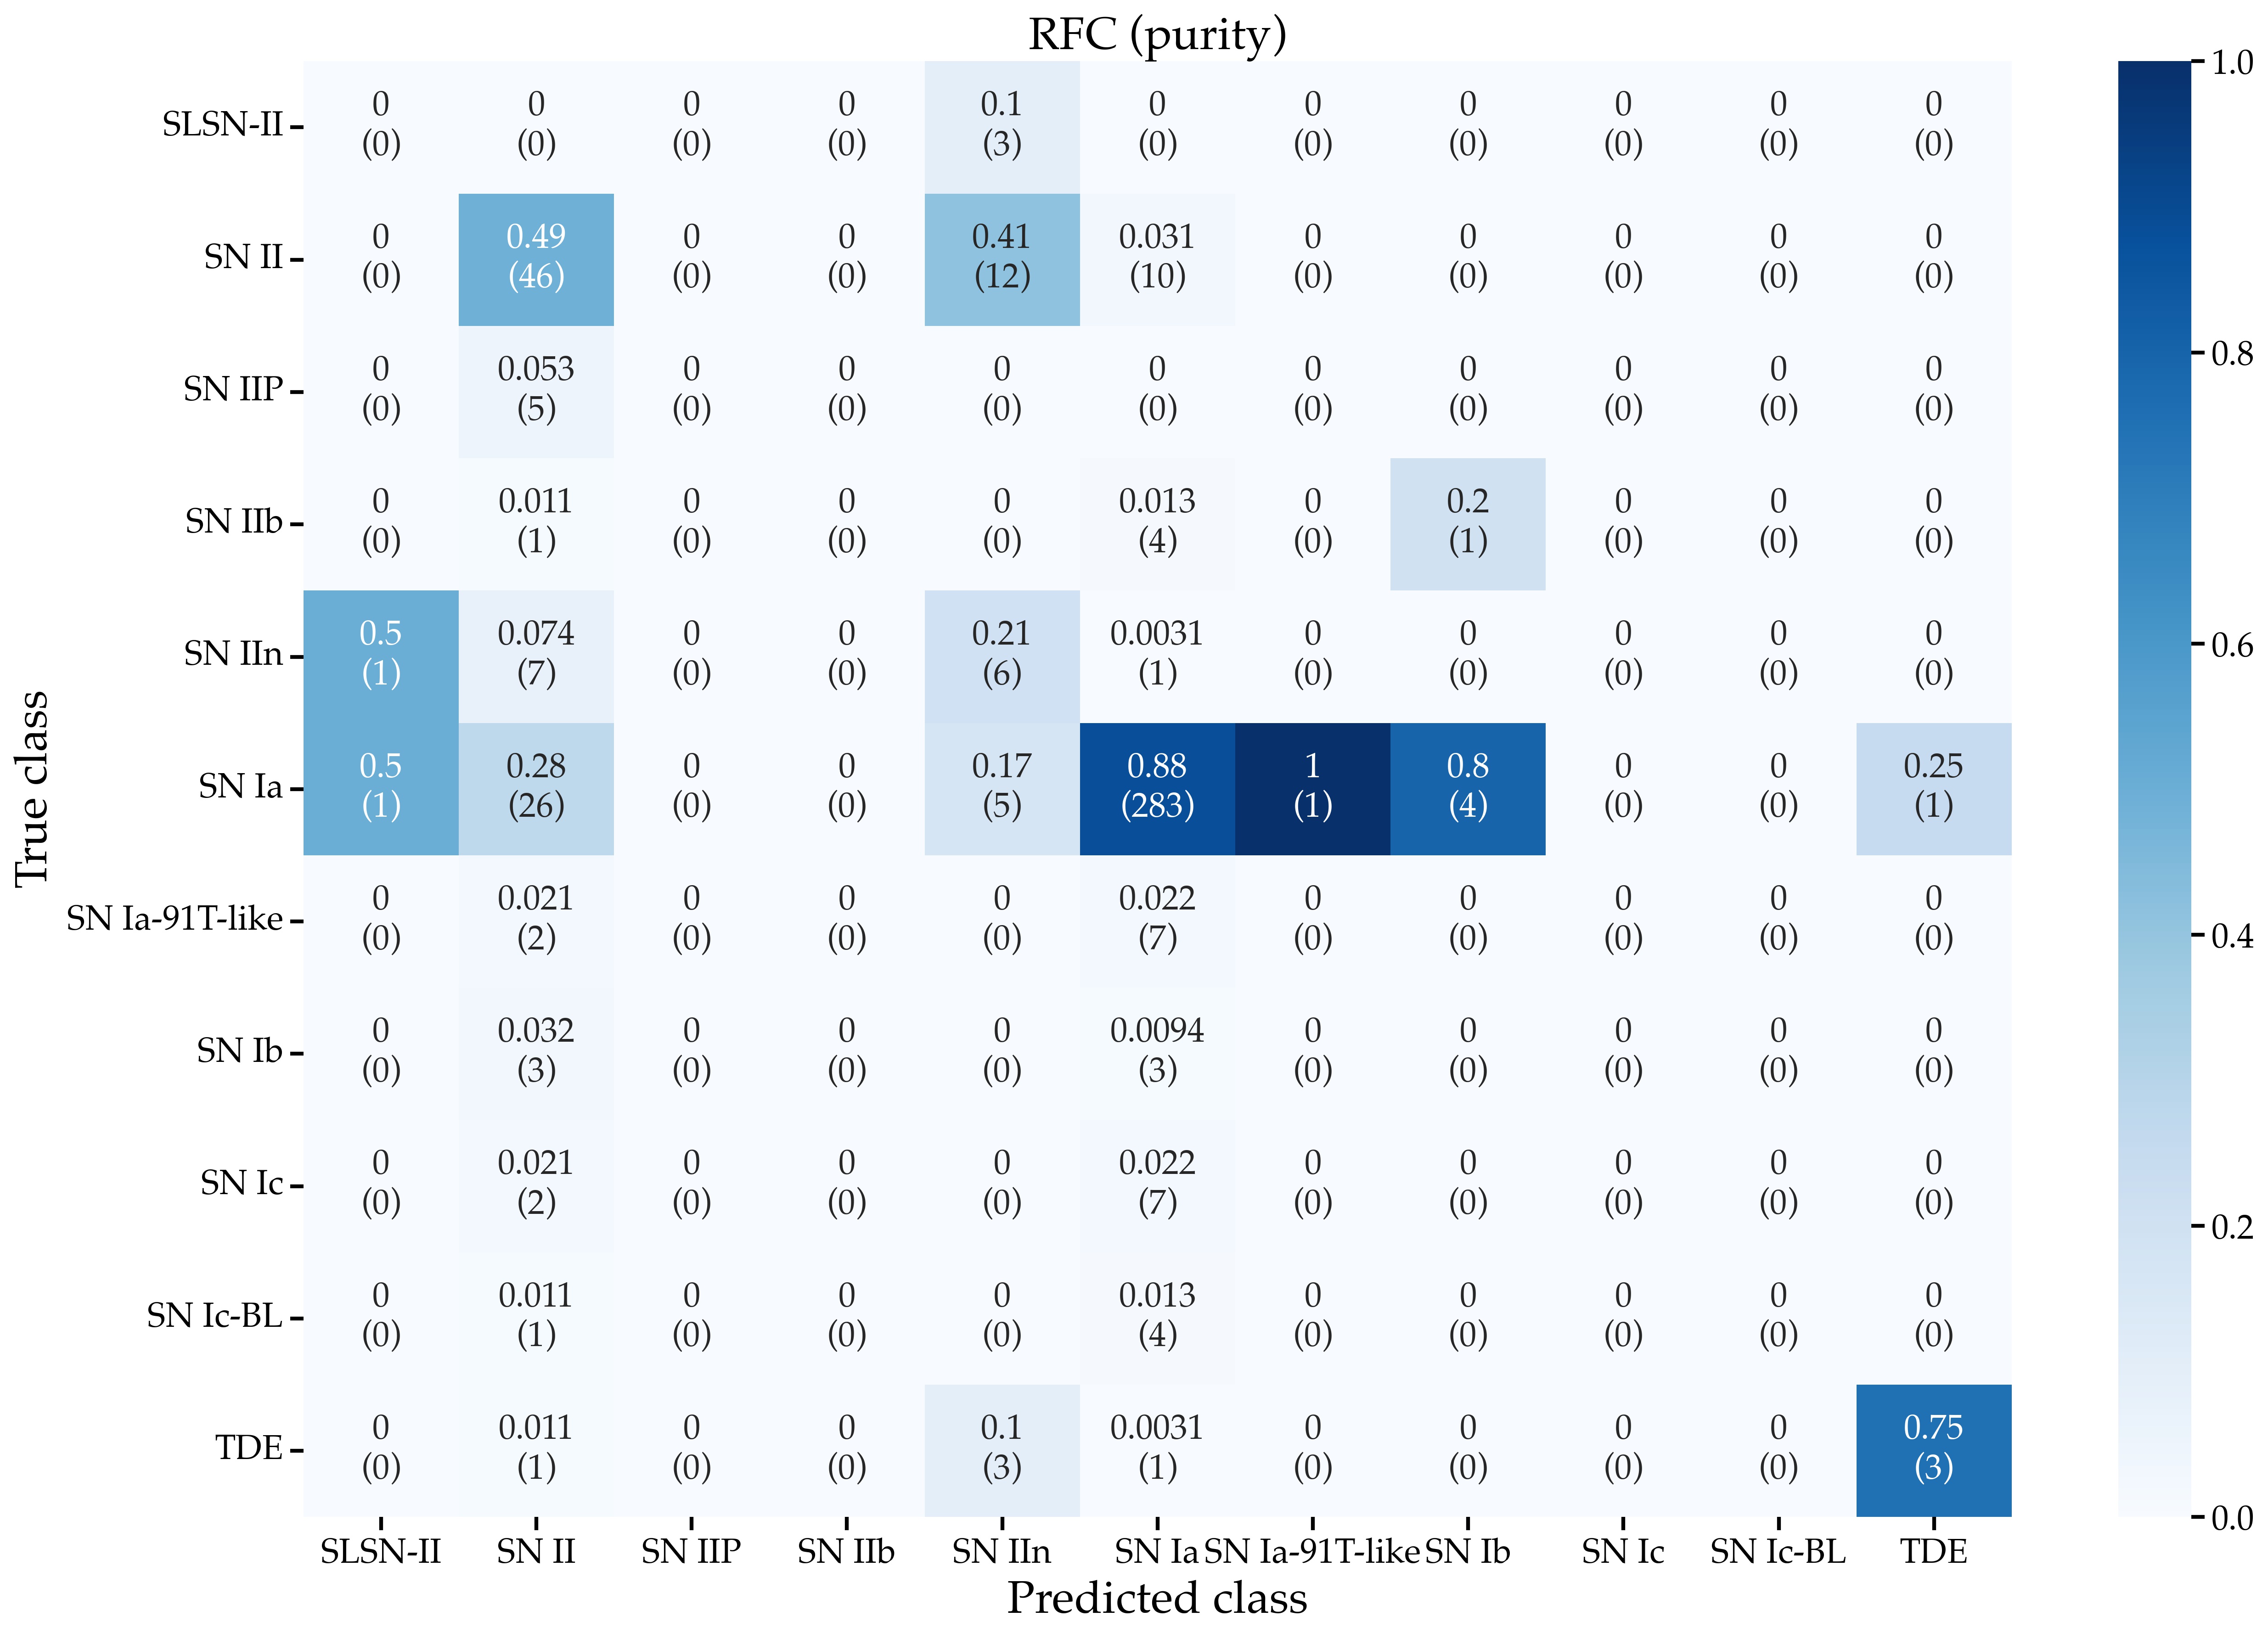 RFC (purity)
SLSN-II 0 0 0 0 0.1 0 0 0 0 0 0
(0) (0) (0) (0) (3) (0) (0) (0) (0) (0) (0)
SN II 0 0.49 0 0 0.41 0.031 0 0 0 0 0
(0) (46) (0) (0) (12) (10) (0) (0) (0) (0) (0)
SN IIP 0 0.053 0 0 0 0 0 0 0 0 0
(0) (5) (0) (0) (0) (0) (0) (0) (0) (0) (0)
SN IIb 0 0.011 0 0 0 0.013 0 0.2 0 0 0
(0) (1) (0) (0) (0) (4) (0) (1) (0) (0) (0)
SN IIn 0.5 0.074 0 0 0.21 0.0031 0 0 0 0 0
(1) (7) (0) (0) (6) (1) (0) (0) (0) (0) (0)
SN Ia 0.5 0.28 0 0 0.17 0.88 1 0.8 0 0 0.25
(1) (26) (0) (0) (5) (283) (1) (4) (0) (0) (1)
SN Ia-91T-like 0 0.021 0 0 0 0.022 0 0 0 0 0
(0) (2) (0) (0) (0) (7) (0) (0) (0) (0) (0)
SN Ib 0 0.032 0 0 0 0.0094 0 0 0 0 0
(0) (3) (0) (0) (0) (3) (0) (0) (0) (0) (0)
SN Ic 0 0.021 0 0 0 0.022 0 0 0 0 0
(0) (2) (0) (0) (0) (7) (0) (0) (0) (0) (0)
SN Ic-BL 0 0.011 0 0 0 0.013 0 0 0 0 0
(0) (1) (0) (0) (0) (4) (0) (0) (0) (0) (0)
TDE 0 0.011 0 0 0.1 0.0031 0 0 0 0 0.75
(0) (1) (0) (0) (3) (1) (0) (0) (0) (0) (3)
SLSN-II SN II SN IIP SN IIb SN IIn SN Ia SN Ia-91T-like SN Ib SN Ic SN Ic-BL TDE
Predicted class
True class
1.0
0.8
0.6
0.4
0.2
0.0